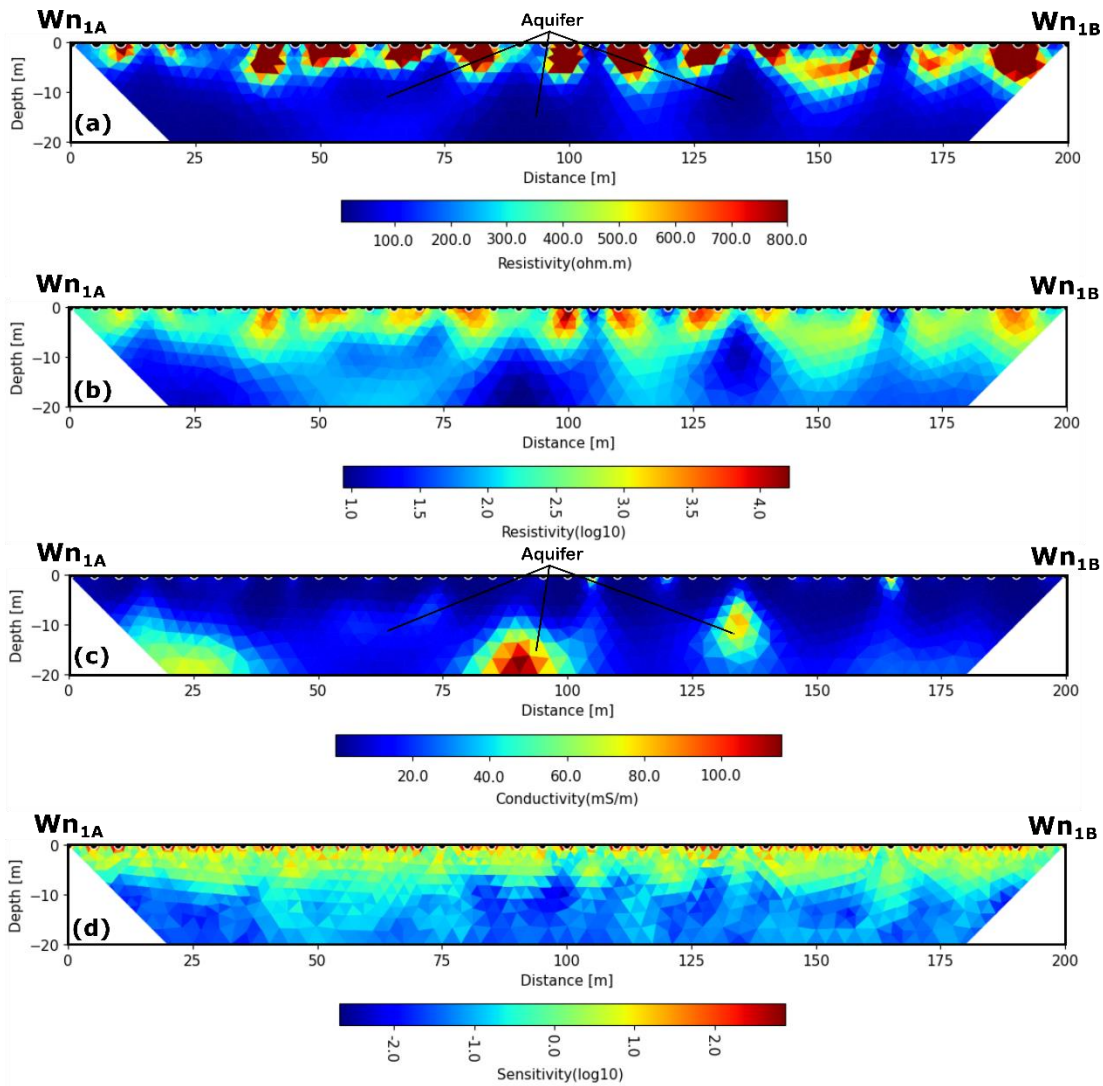 Wn1A Aquifer Wn1B
0
−10
−20
Depth [m]
(a)
0 25 50 75 100 125 150 175 200
Distance [m]
100.0 200.0 300.0 400.0 500.0 600.0 700.0 800.0
Resistivity(ohm.m)
Wn1A Wn1B
0
−10
−20
Depth [m]
(b)
0 25 50 75 100 125 150 175 200
Distance [m]
1.0 1.5 2.0 2.5 3.0 3.5 4.0
Resistivity(log10)
Wn1A Aquifer Wn1B
0
−10
−20
Depth [m]
(c)
0 25 50 75 100 125 150 175 200
Distance [m]
20.0 40.0 60.0 80.0 100.0
Conductivity(mS/m)
Wn1A Wn1B
0
−10
−20
Depth [m]
(d)
0 25 50 75 100 125 150 175 200
Distance [m]
-2.0 -1.0 0.0 1.0 2.0
Sensitivity(log10)